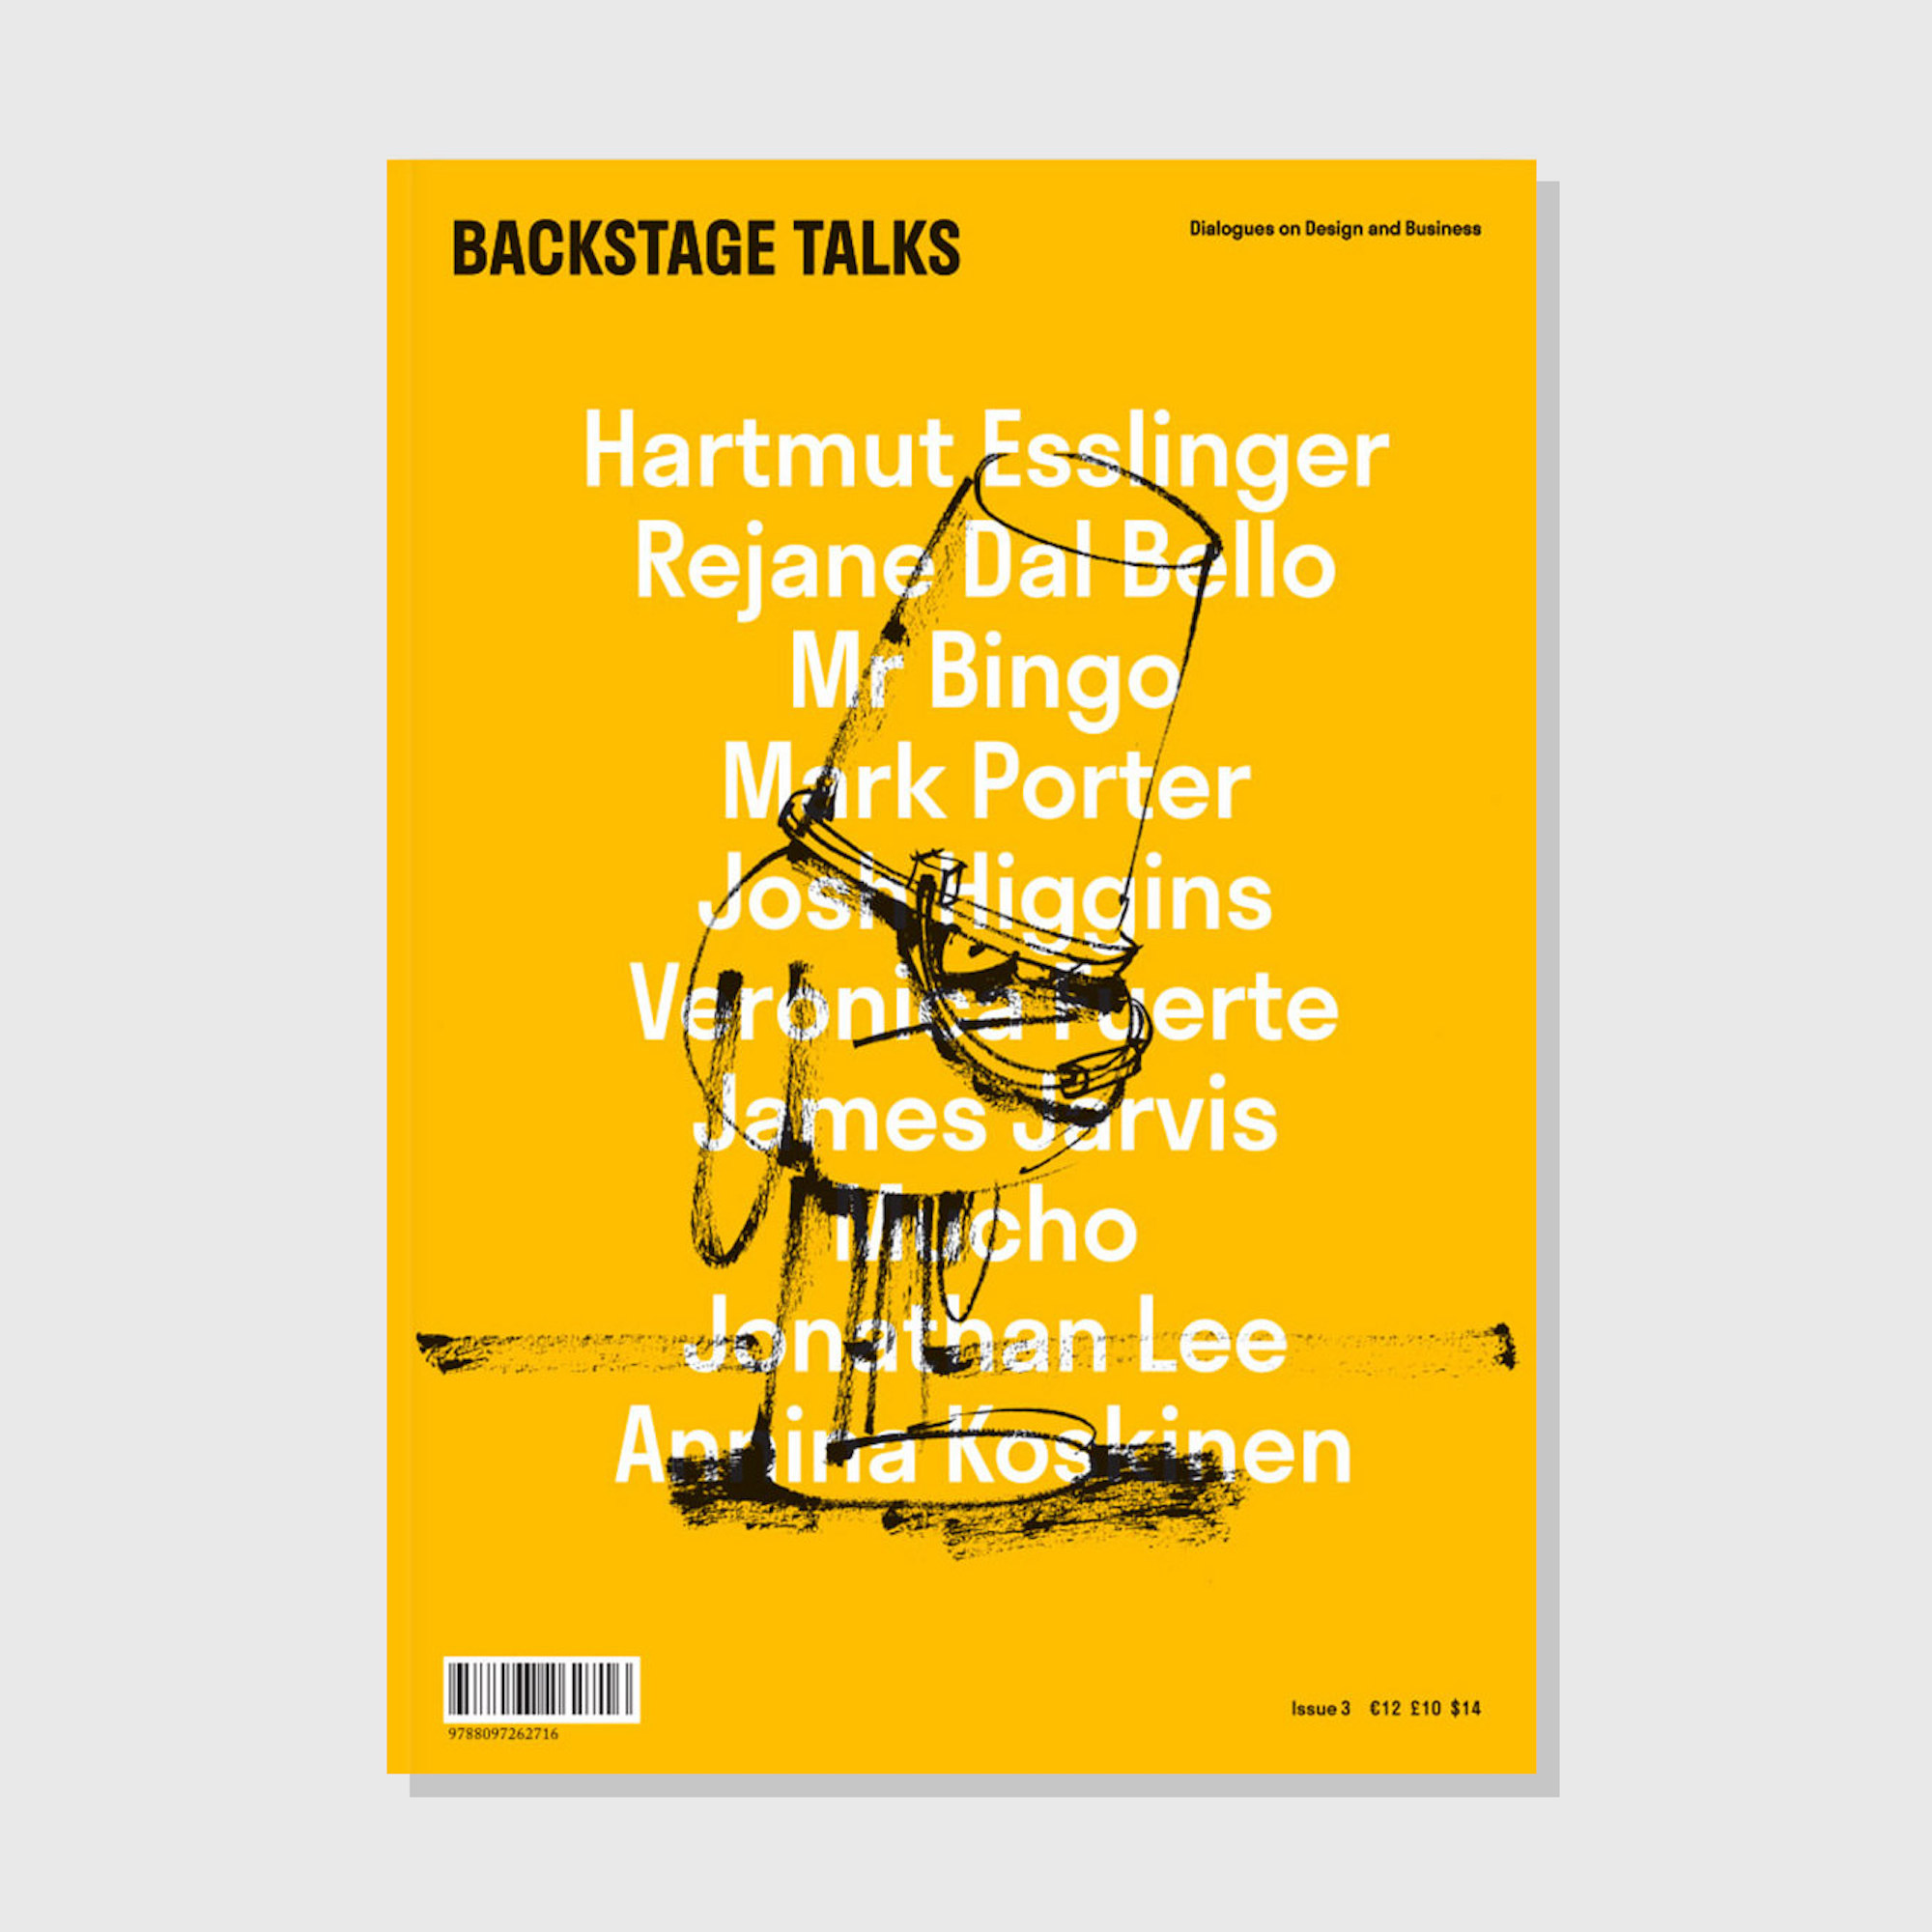 BACKSTAGE TALKS
Dialogues on Design and Business
Hartmut Esslinger
Rejane Dal Bello
Mr Bingo
Mark Porter
Josh Higgins
Veronica Fuerte
James Jarvis
Mucho
Jonathan Lee
Annina Koskinen
9788097262716
Issue 3 €12 £10 $14